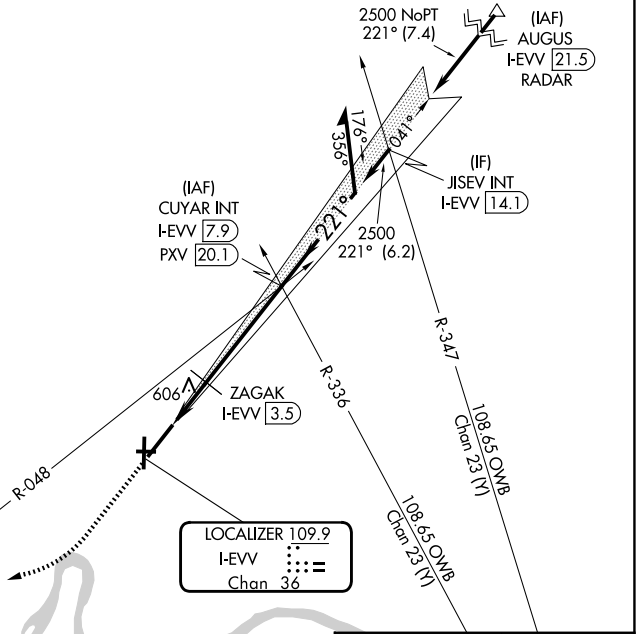 2500 NoPT
221° (7.4)
(IAF)
AUGUS
I-EVV 21.5
RADAR
176°
356°
041°
(IF)
JISEV INT
I-EVV 14.1
(IAF)
CUYAR INT
I-EVV 7.9
PXV 20.1
221°
2500
221° (6.2)
R-347
R-336
606
ZAGAK
I-EVV 3.5
108.65 OWB
Chan 23 (Y)
R-048
108.65 OWB
Chan 23 (Y)
LOCALIZER 109.9
I-EVV
Chan 36